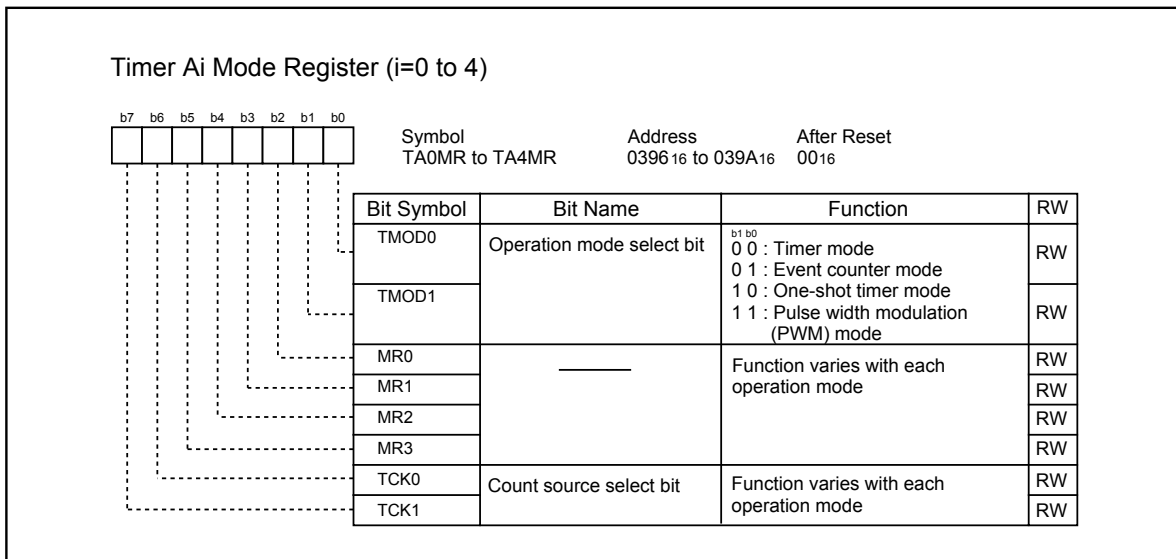 Timer Ai Mode Register (i=0 to 4)
b7 b6 b5 b4 b3 b2 b1 b0
Symbol Address After Reset
TA0MR to TA4MR 039616 to 039A16 0016
Bit Symbol Bit Name Function RW
TMOD0 Operation mode select bit b1 b0
0 0 : Timer mode RW
0 1 : Event counter mode
TMOD1 1 0 : One-shot timer mode
1 1 : Pulse width modulation RW
(PWM) mode
MR0 Function varies with each RW
MR1 operation mode RW
MR2 RW
MR3 RW
TCK0 Count source select bit Function varies with each RW
TCK1 operation mode RW